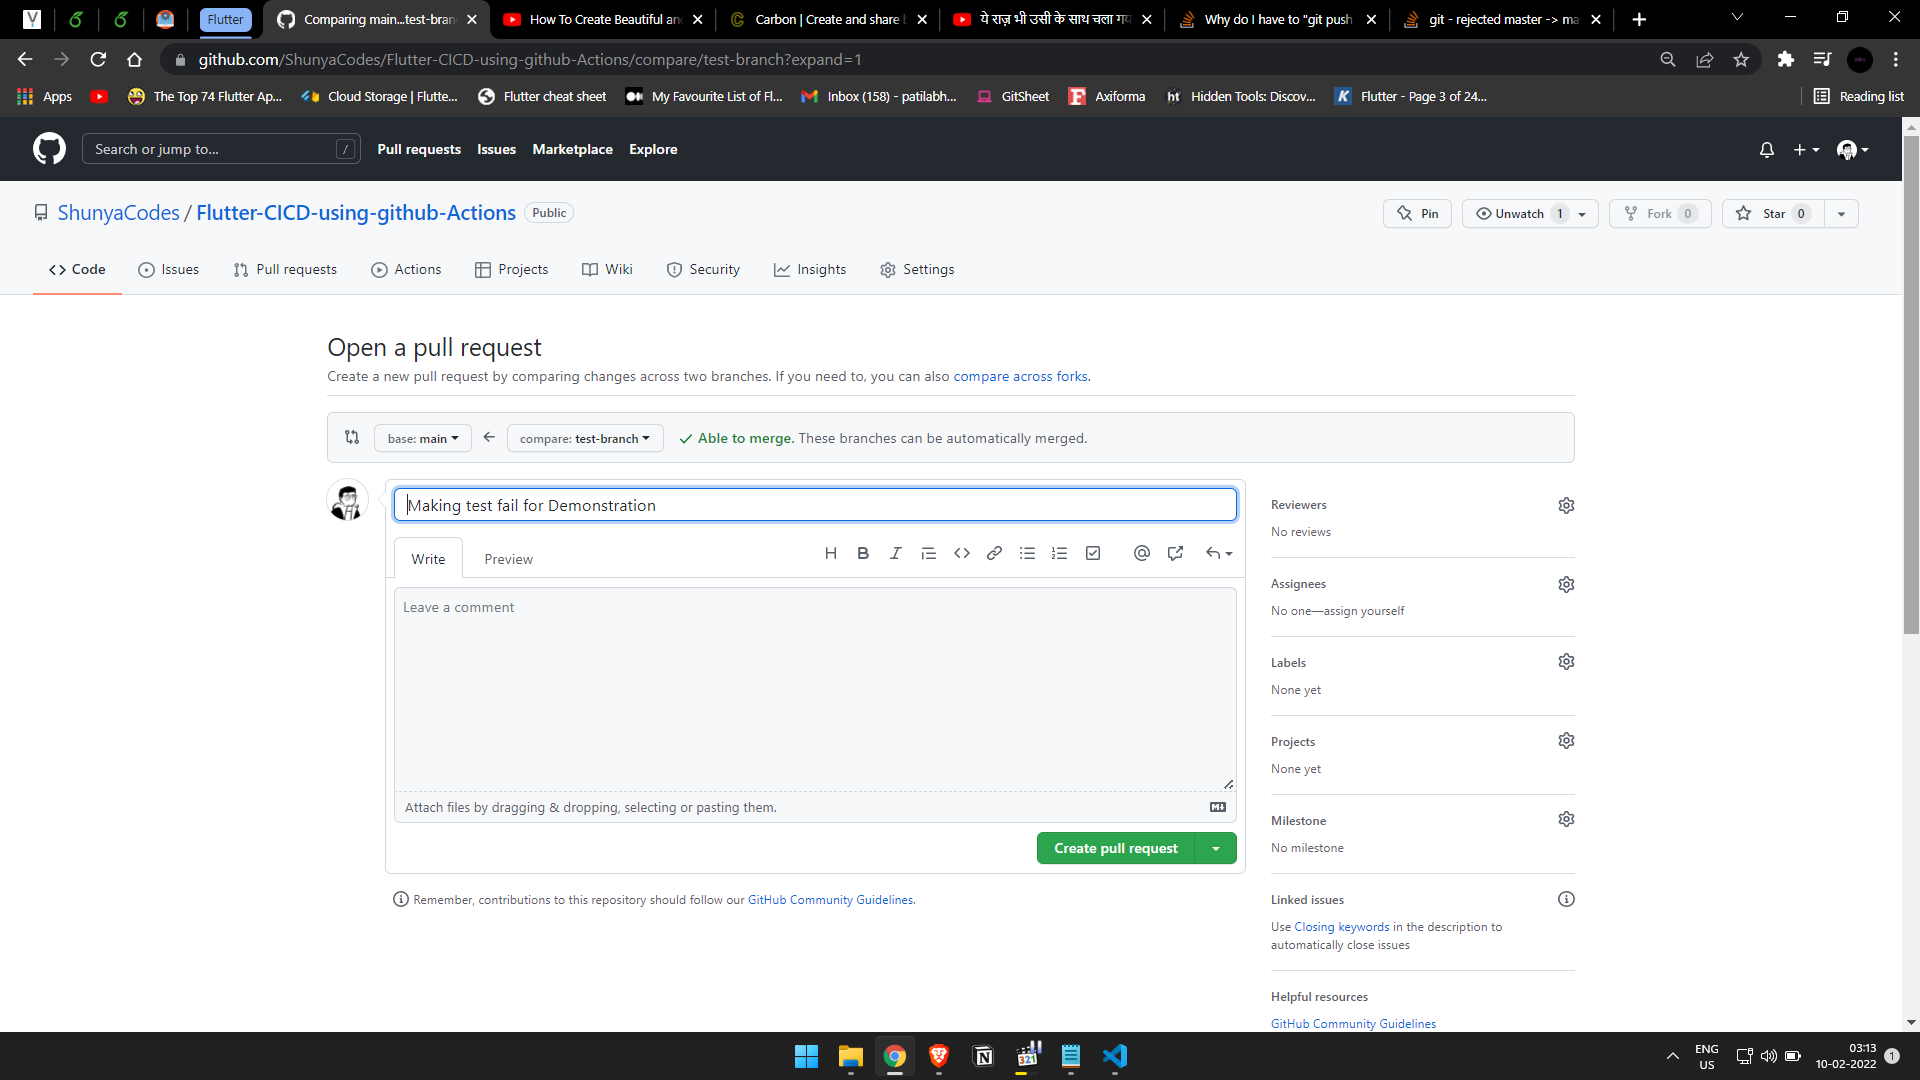 Flutter
Comparing main...test-bran
How To Create Beautiful an
Carbon | Create and share b
ये राज़ भी उसी के साथ चला गय
Why do I have to "git push
git - rejected master -> ma
github.com/ShunyaCodes/Flutter-CICD-using-github-Actions/compare/test-branch?expand=1
Apps
The Top 74 Flutter Ap...
Cloud Storage | Flutte...
Flutter cheat sheet
My Favourite List of Fl...
Inbox (158) - patilabh...
GitSheet
Axiforma
Hidden Tools: Discov...
Flutter - Page 3 of 24...
Reading list
Search or jump to... /
Pull requests
Issues
Marketplace
Explore
ShunyaCodes / Flutter-CICD-using-github-Actions Public
Pin
Unwatch 1
Fork 0
Star 0
Code
Issues
Pull requests
Actions
Projects
Wiki
Security
Insights
Settings
Open a pull request
Create a new pull request by comparing changes across two branches. If you need to, you can also compare across forks.
base: main
compare: test-branch
Able to merge. These branches can be automatically merged.
Making test fail for Demonstration
Write
Preview
Leave a comment
Attach files by dragging & dropping, selecting or pasting them.
Create pull request
Remember, contributions to this repository should follow our GitHub Community Guidelines.
Reviewers
No reviews
Assignees
No one—assign yourself
Labels
None yet
Projects
None yet
Milestone
No milestone
Linked issues
Use Closing keywords in the description to
automatically close issues
Helpful resources
GitHub Community Guidelines
321
ENG
US
03:13
10-02-2022
1